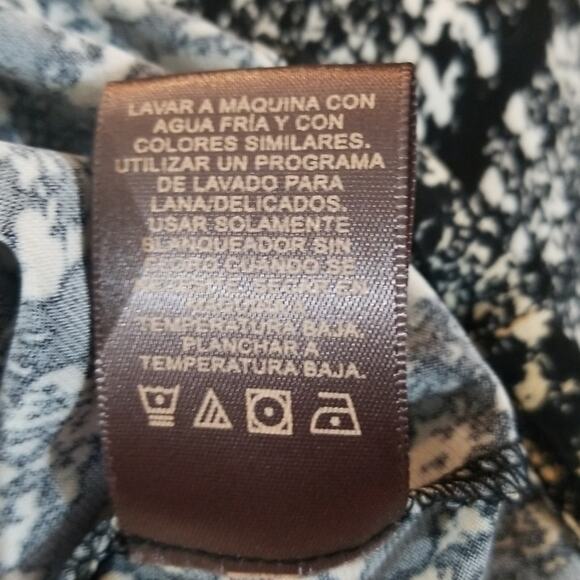 LAVAR A MÁQUINA CON
AGUA FRÍA Y CON
COLORES SIMILARES.
UTILIZAR UN PROGRAMA
DE LAVADO PARA
LANA/DELICADOS.
USAR SOLAMENTE
BLANQUEADOR SIN
CLORO CUANDO SE
TEMPERATURA BAJA.
PLANCHAR A
TEMPERATURA BAJA.